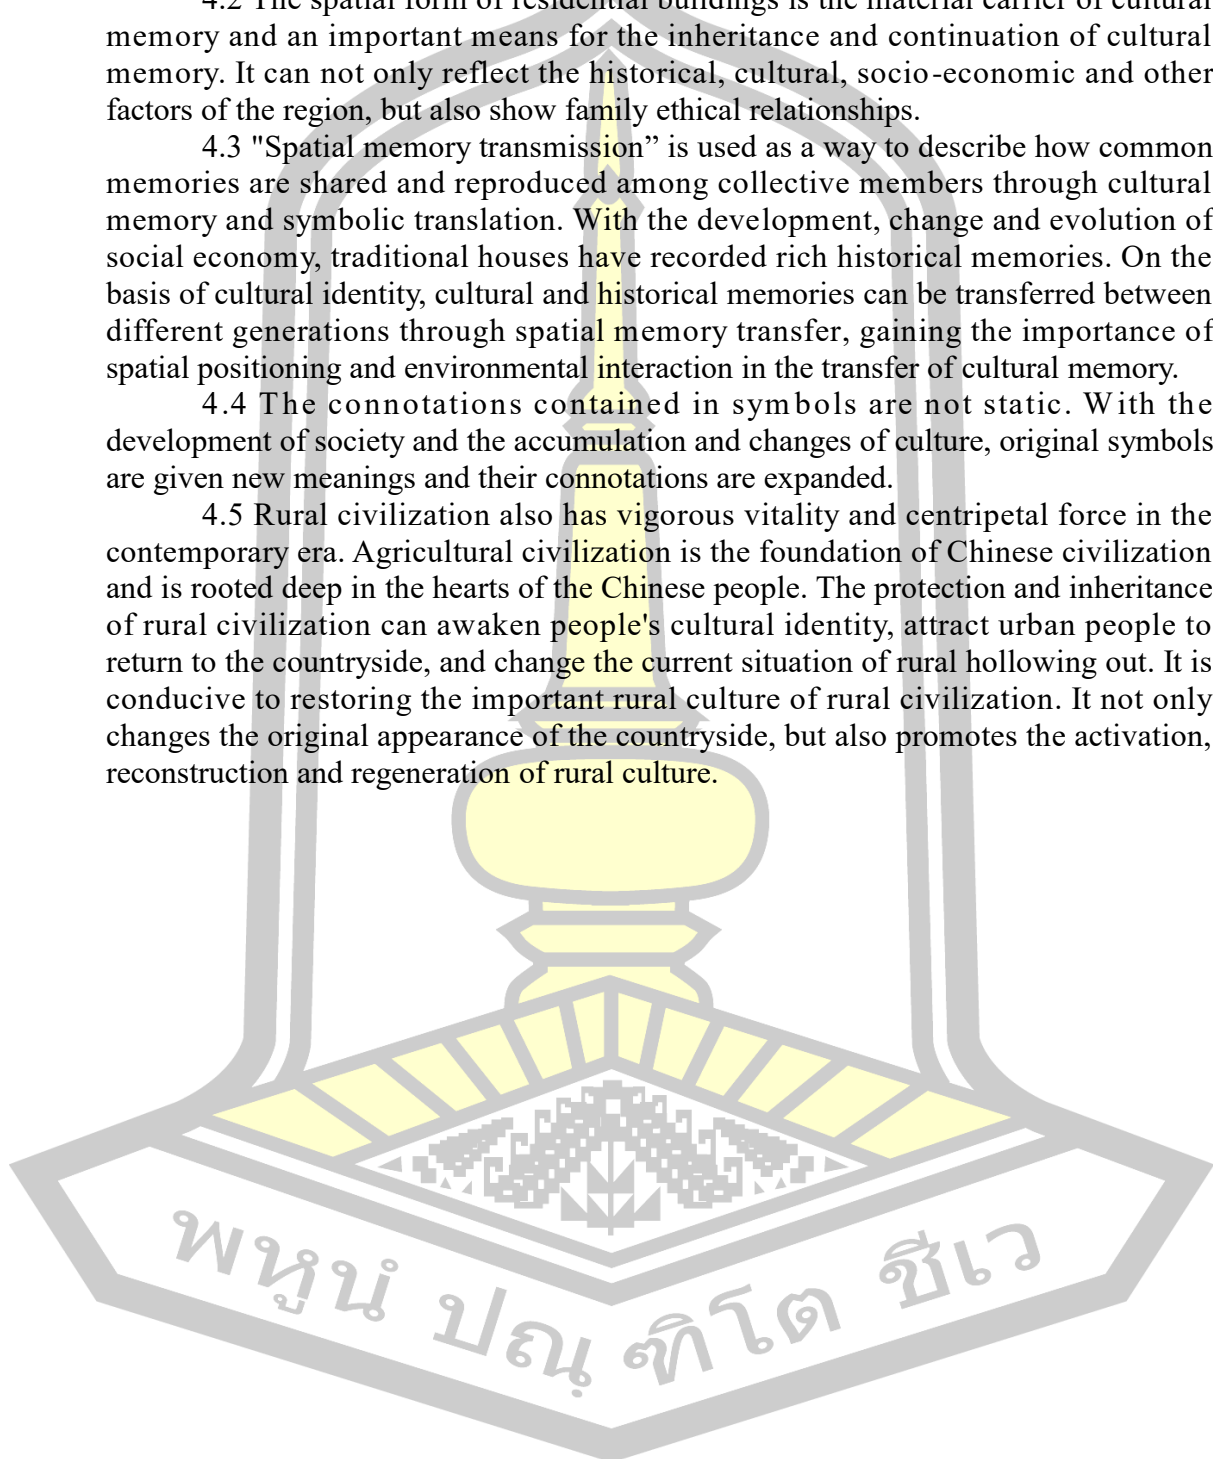 4.2 The spatial form of residential buildings is the material carrier of cultural
memory and an important means for the inheritance and continuation of cultural
memory. It can not only reflect the historical, cultural, socio-economic and other
factors of the region, but also show family ethical relationships.
4.3 "Spatial memory transmission” is used as a way to describe how common
memories are shared and reproduced among collective members through cultural
memory and symbolic translation. With the development, change and evolution of
social economy, traditional houses have recorded rich historical memories. On the
basis of cultural identity, cultural and historical memories can be transferred between
different generations through spatial memory transfer, gaining the importance of
spatial positioning and environmental interaction in the transfer of cultural memory.
4.4 The connotations contained in symbols are not static. With the
development of society and the accumulation and changes of culture, original symbols
are given new meanings and their connotations are expanded.
4.5 Rural civilization also has vigorous vitality and centripetal force in the
contemporary era. Agricultural civilization is the foundation of Chinese civilization
and is rooted deep in the hearts of the Chinese people. The protection and inheritance
of rural civilization can awaken people's cultural identity, attract urban people to
return to the countryside, and change the current situation of rural hollowing out. It is
conducive to restoring the important rural culture of rural civilization. It not only
changes the original appearance of the countryside, but also promotes the activation,
reconstruction and regeneration of rural culture.
พหูนํ ปณฺฑิโต ชีเว